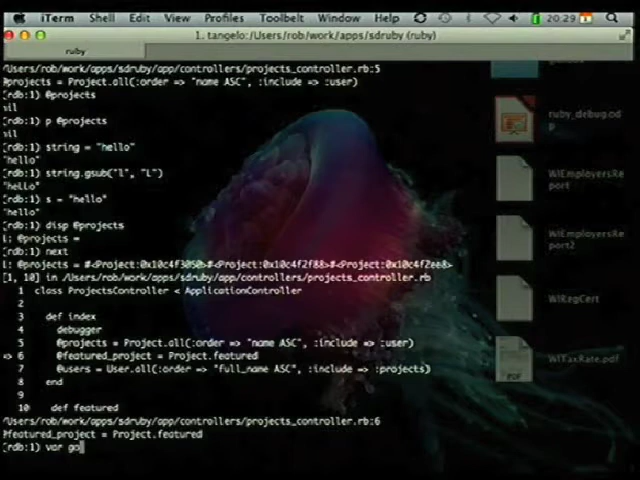 iTerm Shell Edit View Profiles Toolbelt Window Help 20:29
1. tangelo:/Users/rob/work/apps/sdruby (ruby)
ruby
/Users/rob/work/apps/sdruby/app/controllers/projects_controller.rb:5
@projects = Project.all(:order => "name ASC", :include => :user)
(rdb:1) @projects
nil
(rdb:1) p @projects
nil
(rdb:1) string = "hello"
"hello"
(rdb:1) string.gsub("l", "L")
"heLLo"
(rdb:1) s = "hello"
"hello"
(rdb:1) disp @projects
1: @projects =
(rdb:1) next
1: @projects = #<Project:0x10c4f3050>#<Project:0x10c4f2f88>#<Project:0x10c4f2ee8>
[1, 10] in /Users/rob/work/apps/sdruby/app/controllers/projects_controller.rb
1 class ProjectsController < ApplicationController
2
3 def index
4 debugger
5 @projects = Project.all(:order => "name ASC", :include => :user)
=> 6 @featured_project = Project.featured
7 @users = User.all(:order => "full_name ASC", :include => :projects)
8 end
9
10 def featured
/Users/rob/work/apps/sdruby/app/controllers/projects_controller.rb:6
@featured_project = Project.featured
(rdb:1) var go
ruby_debug.od
p
WIEmployersRe
port
WIEmployersRe
port2
WIRegCert
WITaxRate.pdf
PDF